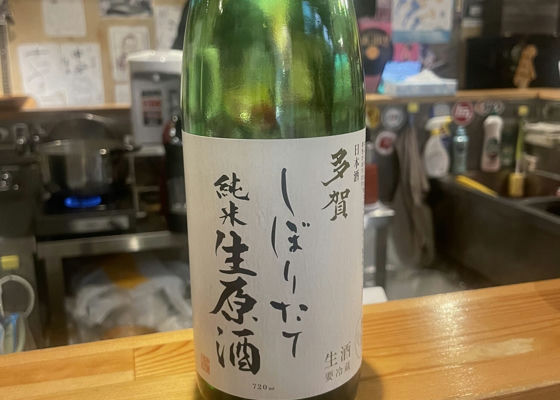 日本酒
多賀
しぼりたて
純米生原酒
生酒
要冷蔵
720ml